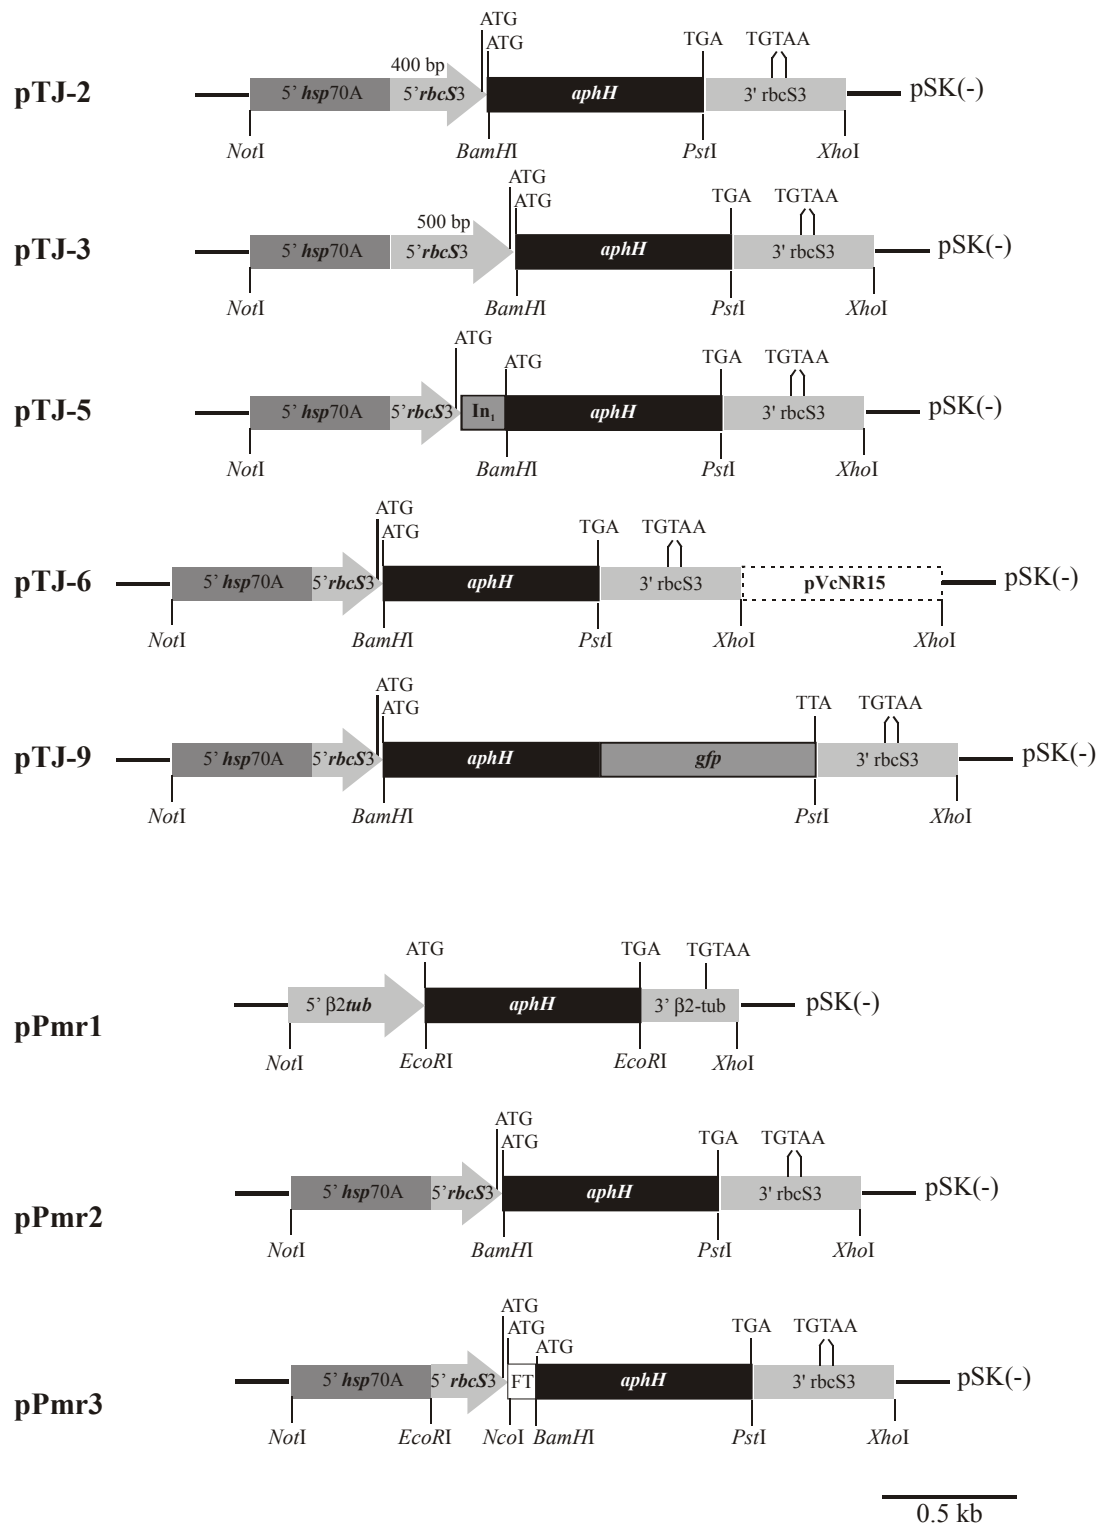 ATG
ATG TGA TGTAA
400 bp
pTJ-2 5' hsp70A 5'rbcS3 aphH 3' rbcS3 pSK(-)
NotI BamHI PstI XhoI
ATG
ATG TGA TGTAA
500 bp
pTJ-3 5' hsp70A 5'rbcS3 aphH 3' rbcS3 pSK(-)
NotI BamHI PstI XhoI
ATG
ATG TGA TGTAA
pTJ-5 5' hsp70A 5'rbcS3 In1 aphH 3' rbcS3 pSK(-)
NotI BamHI PstI XhoI
ATG
ATG TGA TGTAA
pTJ-6 5' hsp70A 5'rbcS3 aphH 3' rbcS3 pVcNR15 pSK(-)
NotI BamHI PstI XhoI XhoI
ATG
ATG TTA TGTAA
pTJ-9 5' hsp70A 5'rbcS3 aphH gfp 3' rbcS3 pSK(-)
NotI BamHI PstI XhoI
ATG TGA TGTAA
pPmr1 5' β2tub aphH 3' β2-tub pSK(-)
NotI EcoRI EcoRI XhoI
ATG
ATG TGA TGTAA
pPmr2 5' hsp70A 5'rbcS3 aphH 3' rbcS3 pSK(-)
NotI BamHI PstI XhoI
ATG
ATG TGA TGTAA
ATG
pPmr3 5' hsp70A 5' rbcS3 FT aphH 3' rbcS3 pSK(-)
NotI EcoRI NcoI BamHI PstI XhoI
0.5 kb